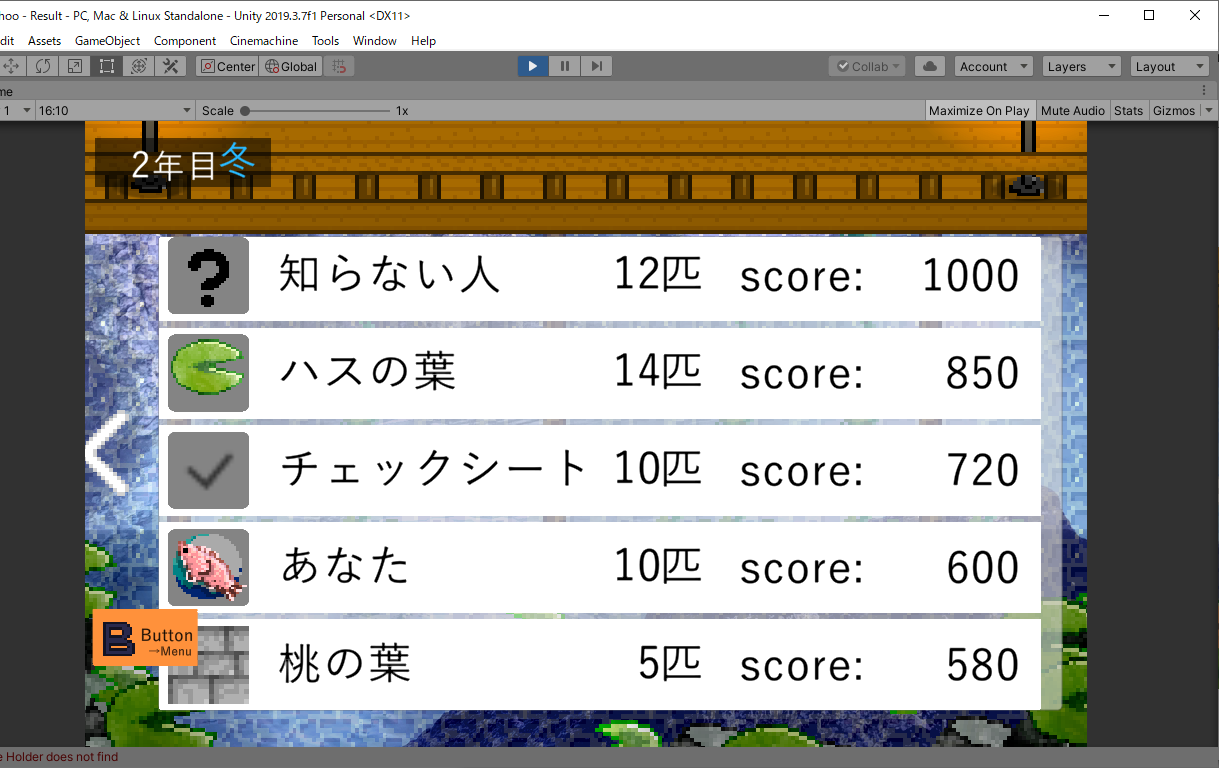 hoo - Result - PC, Mac & Linux Standalone - Unity 2019.3.7f1 Personal <DX11>
dit Assets GameObject Component Cinemachine Tools Window Help
Center Global Collab Account Layers Layout
me
1 16:10 Scale 1x Maximize On Play Mute Audio Stats Gizmos
2年目冬
? 知らない人 12匹 score: 1000
ハスの葉 14匹 score: 850
チェックシート 10匹 score: 720
あなた 10匹 score: 600
桃の葉 5匹 score: 580
B Button
→Menu
e Holder does not find